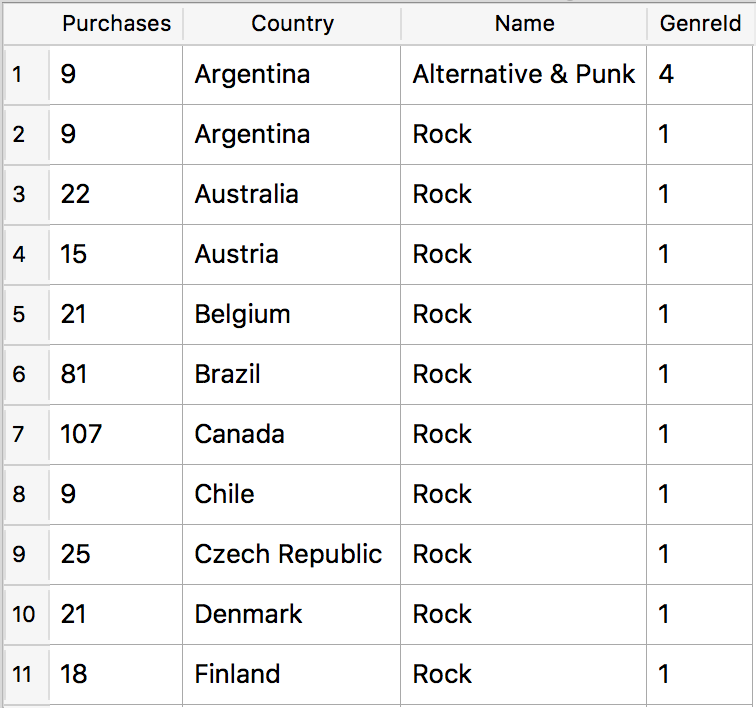 Purchases Country Name GenreId
1 9 Argentina Alternative & Punk 4
2 9 Argentina Rock 1
3 22 Australia Rock 1
4 15 Austria Rock 1
5 21 Belgium Rock 1
6 81 Brazil Rock 1
7 107 Canada Rock 1
8 9 Chile Rock 1
9 25 Czech Republic Rock 1
10 21 Denmark Rock 1
11 18 Finland Rock 1